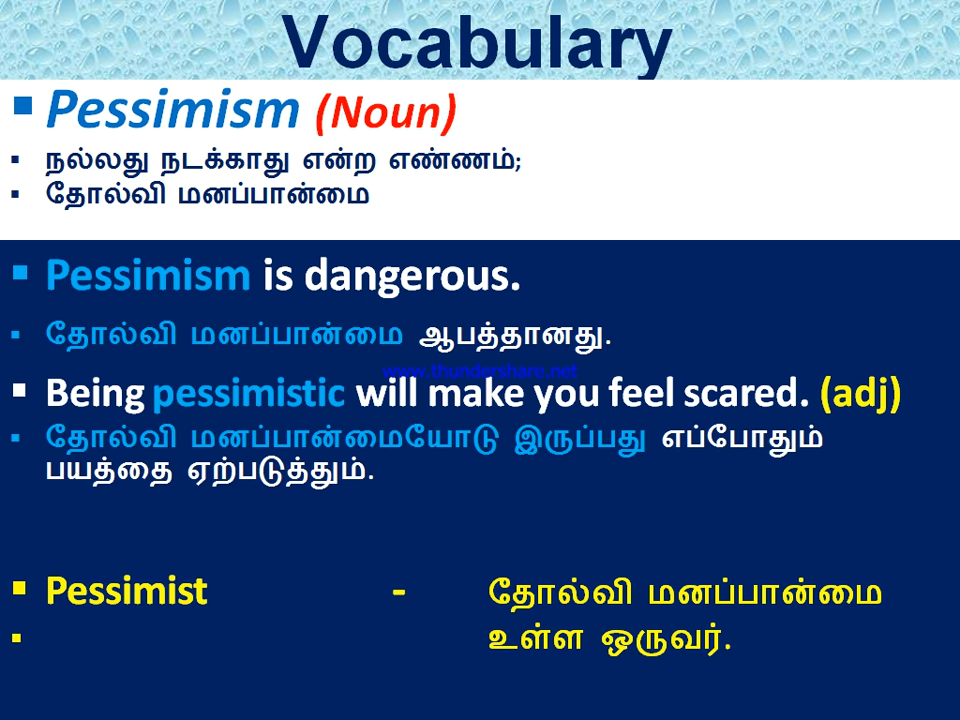 Vocabulary
Pessimism (Noun)
நல்லது நடக்காது என்ற எண்ணம்;
தோல்வி மனப்பான்மை
Pessimism is dangerous.
தோல்வி மனப்பான்மை ஆபத்தானது.
www.thundershare.net
Being pessimistic will make you feel scared. (adj)
தோல்வி மனப்பான்மையோடு இருப்பது எப்போதும்
பயத்தை ஏற்படுத்தும்.
Pessimist - தோல்வி மனப்பான்மை
உள்ள ஒருவர்.